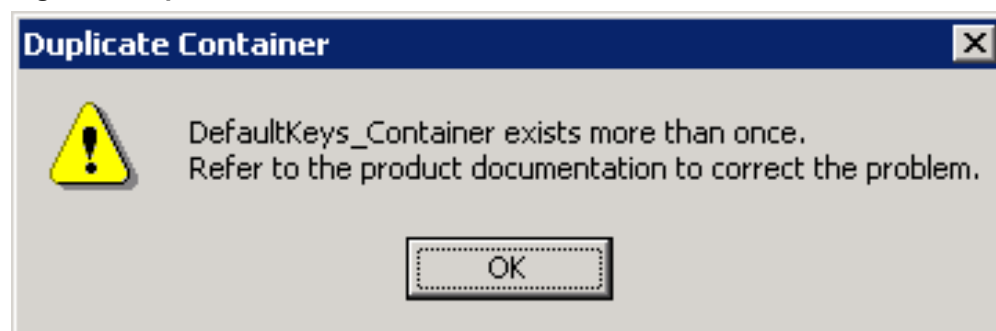 Duplicate Container
DefaultKeys_Container exists more than once.
Refer to the product documentation to correct the problem.
OK